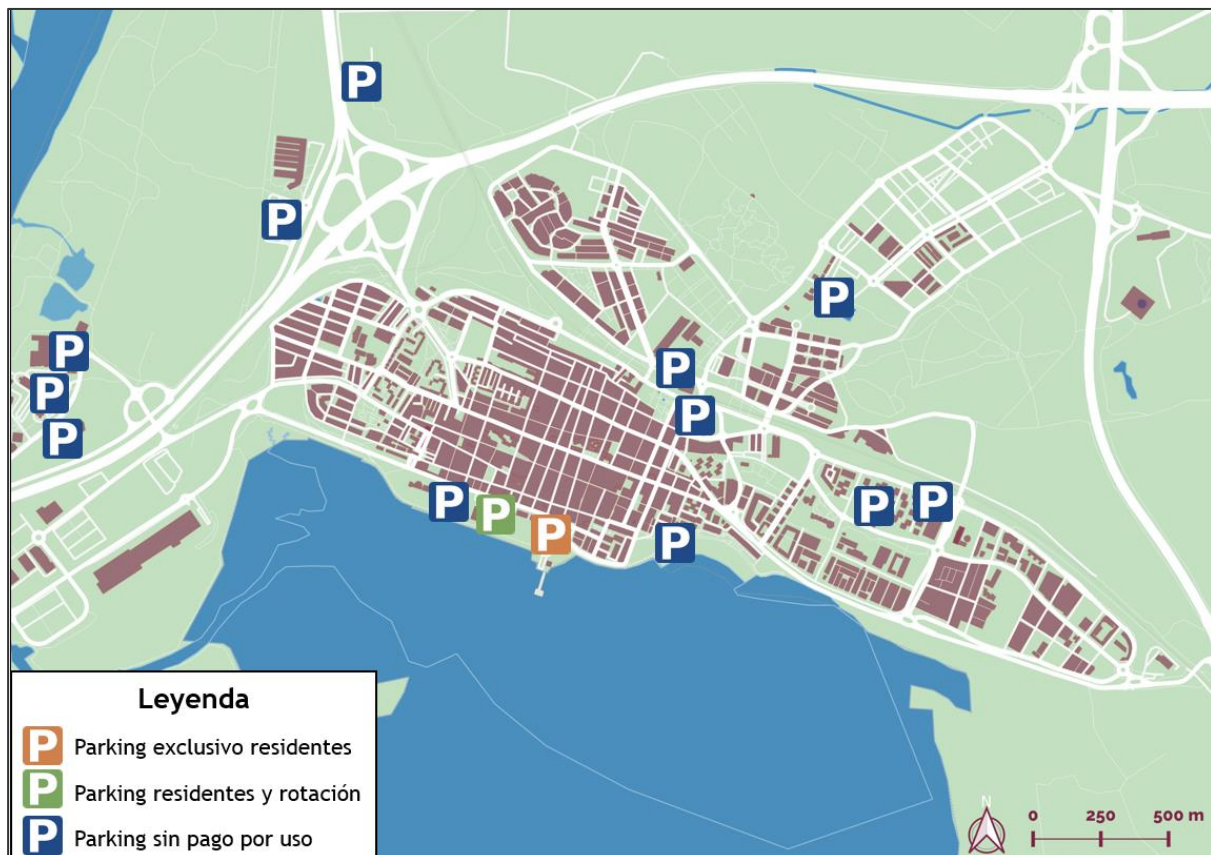 P
P
P
P
P
P
P
P
P
P
P
P
P
P
Leyenda
P Parking exclusivo residentes
P Parking residentes y rotación
P Parking sin pago por uso
N
0 250 500 m